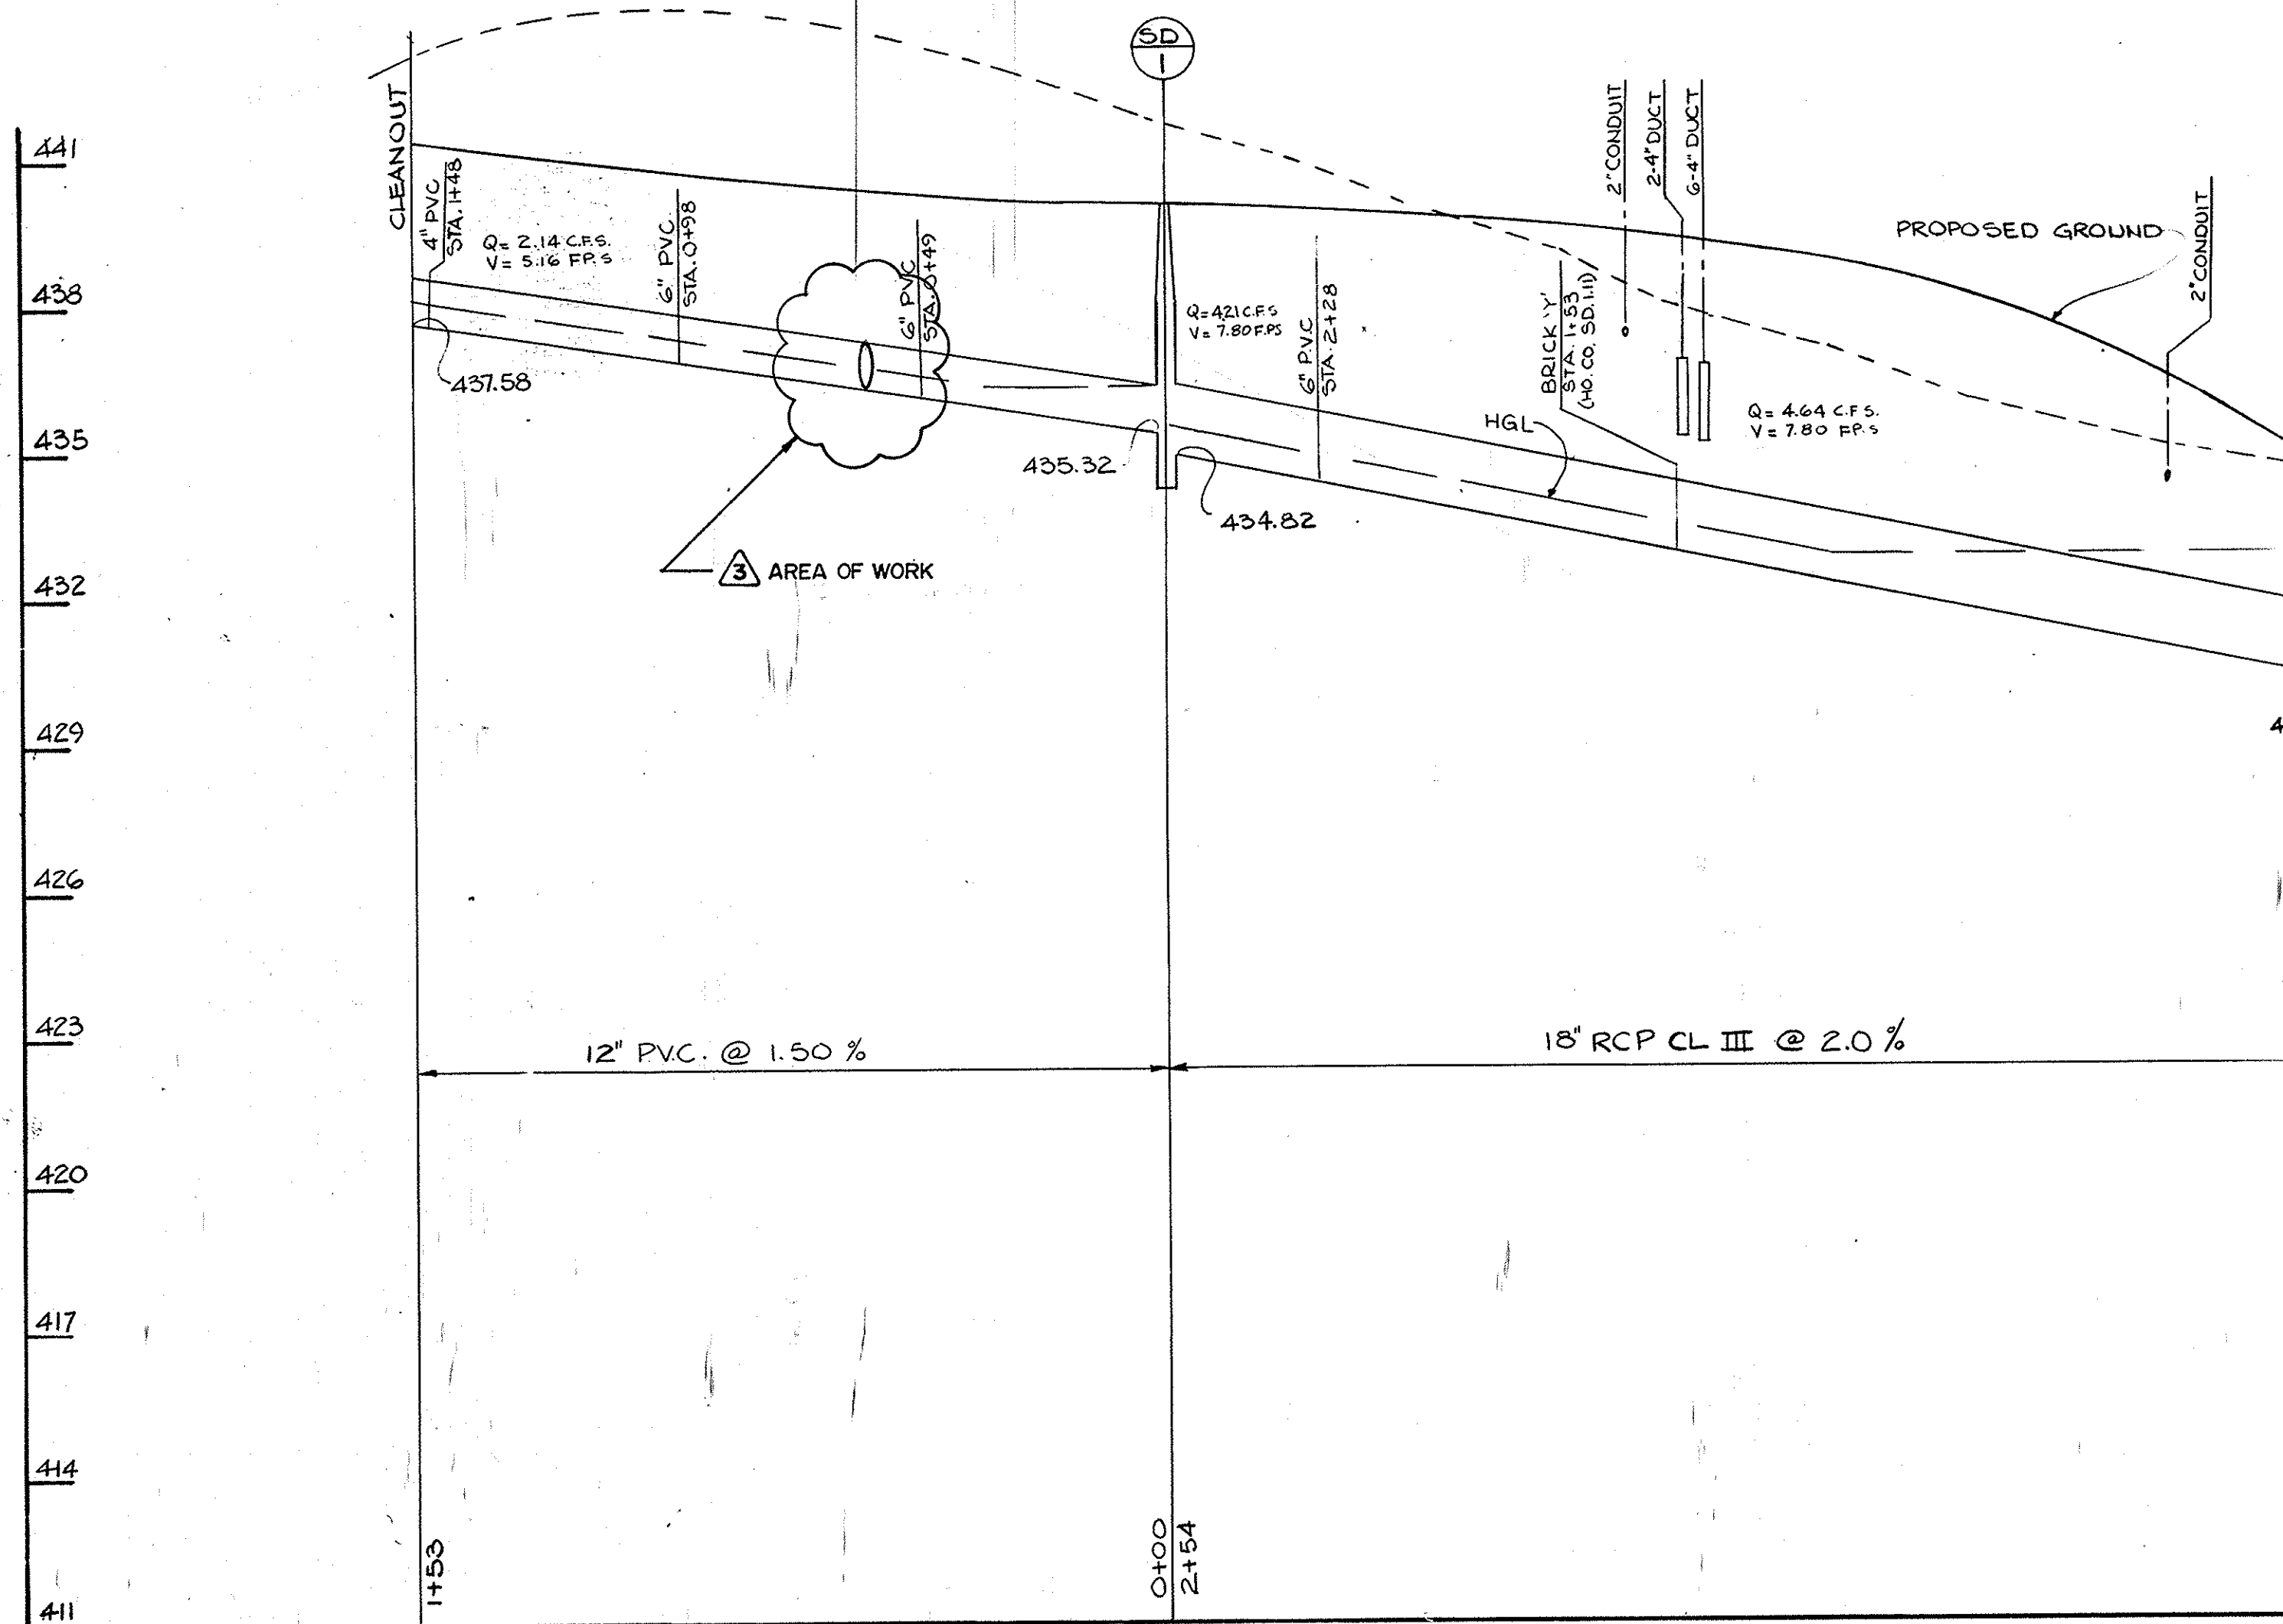 SD
1
CLEANOUT
441
438
435
432
429
426
423
420
417
414
411
4" PVC
STA. 1+48
Q= 2.14 C.F.S.
V= 5.16 F.P.S
6" PVC
STA. 0+98
6" PVC
STA. 0+49
437.58
435.32
434.82
3 AREA OF WORK
Q= 4.21 C.F.S
V= 7.80 F.P.S
6" P.V.C
STA. 2+28
BRICK 'Y'
STA. 1+53
(HO. CO. SD.1.11)
2" CONDUIT
2-4" DUCT
6-4" DUCT
HGL
Q= 4.64 C.F.S.
V= 7.80 F.P.S
PROPOSED GROUND
2" CONDUIT
4
12" P.V.C. @ 1.50 %
18" RCP CL III @ 2.0 %
1+53
0+00
2+54